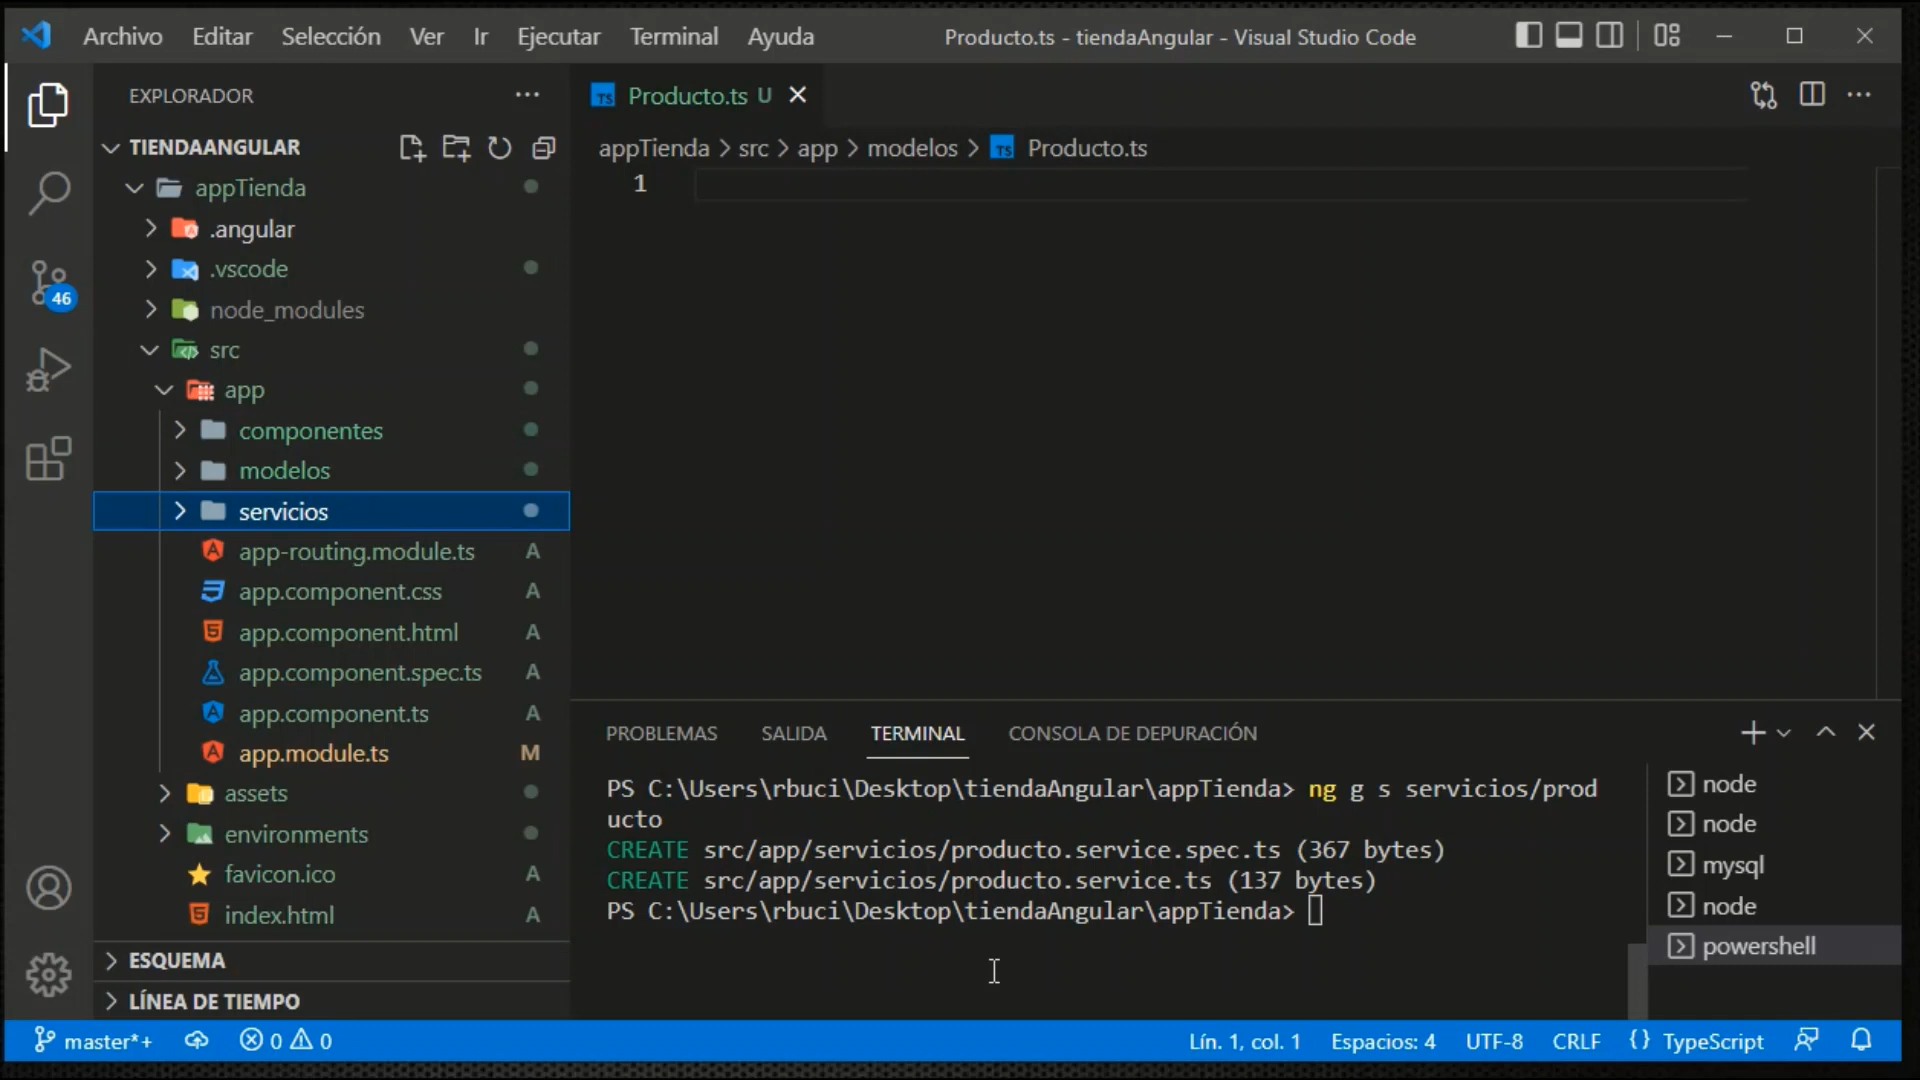 Archivo Editar Selección Ver Ir Ejecutar Terminal Ayuda
Producto.ts - tiendaAngular - Visual Studio Code
EXPLORADOR
TIENDAANGULAR
appTienda
.angular
.vscode
node_modules
src
app
componentes
modelos
servicios
app-routing.module.ts A
app.component.css A
app.component.html A
app.component.spec.ts A
app.component.ts A
app.module.ts M
assets
environments
favicon.ico A
index.html A
ESQUEMA
LÍNEA DE TIEMPO
46
TS Producto.ts U
appTienda > src > app > modelos > TS Producto.ts
1
PROBLEMAS SALIDA TERMINAL CONSOLA DE DEPURACIÓN
PS C:\Users\rbuci\Desktop\tiendaAngular\appTienda> ng g s servicios/prod
ucto
CREATE src/app/servicios/producto.service.spec.ts (367 bytes)
CREATE src/app/servicios/producto.service.ts (137 bytes)
PS C:\Users\rbuci\Desktop\tiendaAngular\appTienda>
node
node
mysql
node
powershell
master*+ 0 0
Lín. 1, col. 1 Espacios: 4 UTF-8 CRLF {} TypeScript